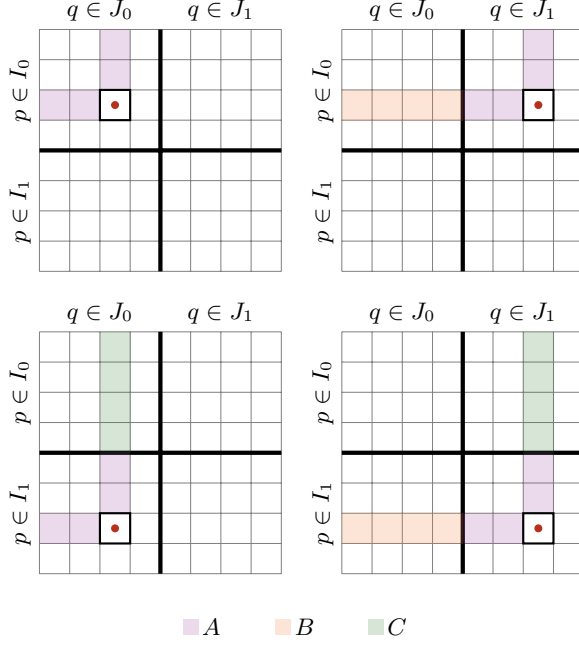 q ∈ J₀ q ∈ J₁ q ∈ J₀ q ∈ J₁
p ∈ I₀ p ∈ I₀
p ∈ I₁ p ∈ I₁
q ∈ J₀ q ∈ J₁ q ∈ J₀ q ∈ J₁
p ∈ I₀ p ∈ I₀
p ∈ I₁ p ∈ I₁
A B C